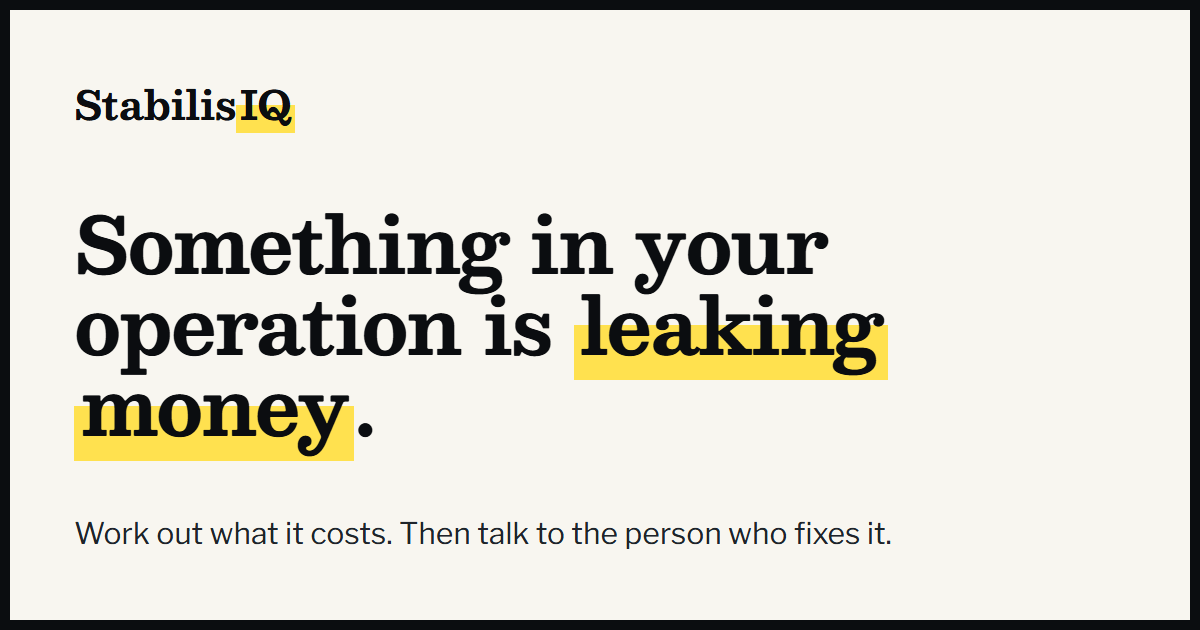 StabilisIQ
Something in your
operation is leaking
money.
Work out what it costs. Then talk to the person who fixes it.